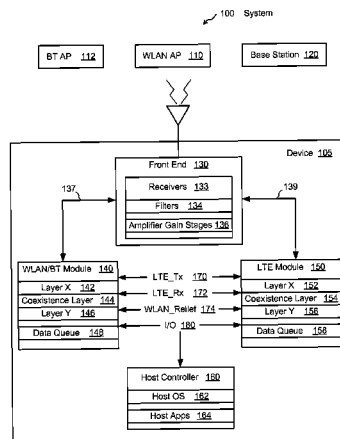 100 System
BT AP 112
WLAN AP 110
Base Station 120
Device 105
Front End 130
Receivers 133
Filters 134
Amplifier Gain Stages 136
137
139
WLAN/BT Module 140
Layer X 142
Coexistence Layer 144
Layer Y 146
Data Queue 148
LTE_Tx 170
LTE_Rx 172
WLAN_Relief 174
I/O 180
LTE Module 150
Layer X 152
Coexistence Layer 154
Layer Y 156
Data Queue 158
Host Controller 160
Host OS 162
Host Apps 164